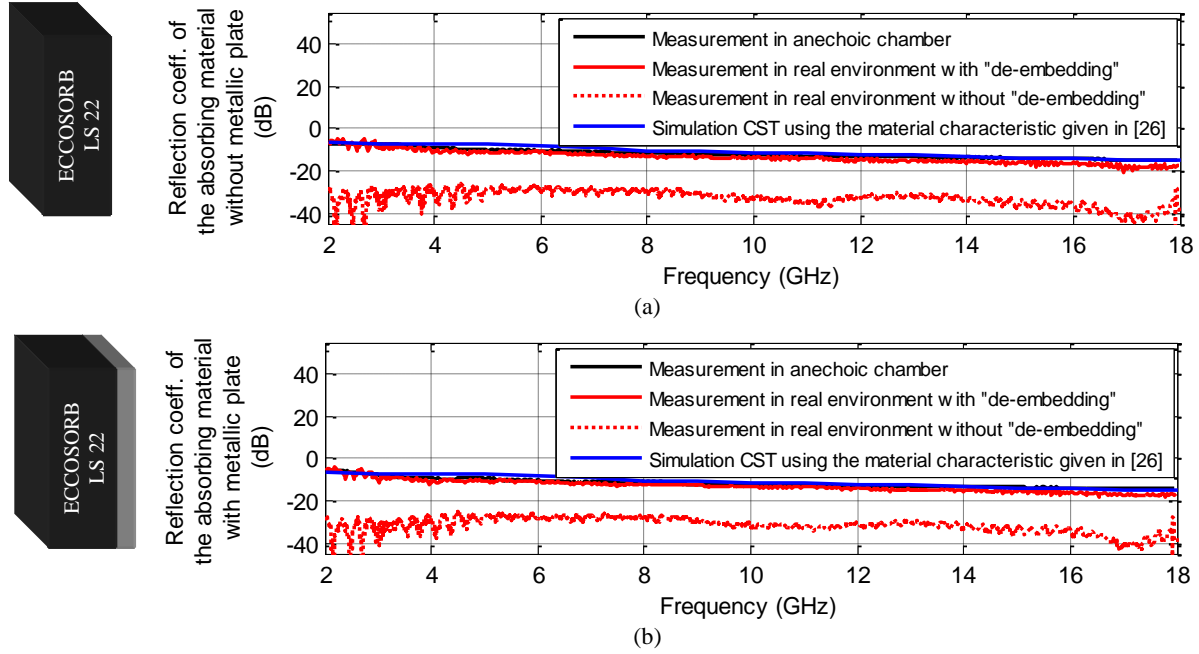 ECCOSORB
LS 22
Reflection coeff. of
the absorbing material
without metallic plate
(dB)
40
20
0
-20
-40
Measurement in anechoic chamber
Measurement in real environment with "de-embedding"
Measurement in real environment without "de-embedding"
Simulation CST using the material characteristic given in [26]
2 4 6 8 10 12 14 16 18
Frequency (GHz)
(a)
ECCOSORB
LS 22
Reflection coeff. of
the absorbing material
with metallic plate
(dB)
40
20
0
-20
-40
Measurement in anechoic chamber
Measurement in real environment with "de-embedding"
Measurement in real environment without "de-embedding"
Simulation CST using the material characteristic given in [26]
2 4 6 8 10 12 14 16 18
Frequency (GHz)
(b)